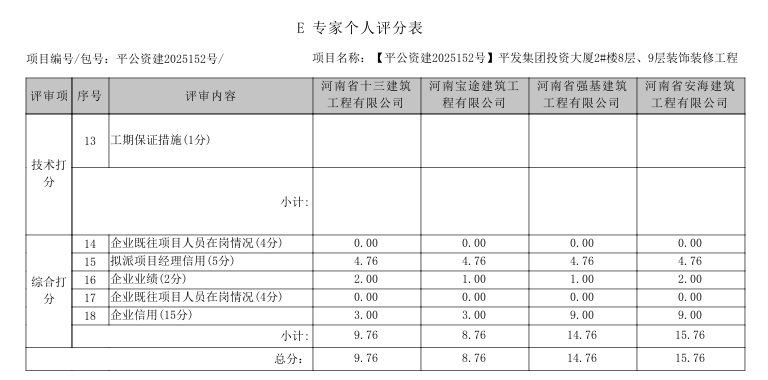 E 专家个人评分表
项目编号/包号: 平公资建2025152号/ 项目名称: 【平公资建2025152号】平发集团投资大厦2#楼8层、9层装饰装修工程
评审项 序号 评审内容 河南省十三建筑工程有限公司 河南宝途建筑工程有限公司 河南省强基建筑工程有限公司 河南省安海建筑工程有限公司
技术打分
13 工期保证措施(1分)
小计:
综合打分
14 企业既往项目人员在岗情况(4分) 0.00 0.00 0.00 0.00
15 拟派项目经理信用(5分) 4.76 4.76 4.76 4.76
16 企业业绩(2分) 2.00 1.00 1.00 2.00
17 企业既往项目人员在岗情况(4分) 0.00 0.00 0.00 0.00
18 企业信用(15分) 3.00 3.00 9.00 9.00
小计: 9.76 8.76 14.76 15.76
总分: 9.76 8.76 14.76 15.76